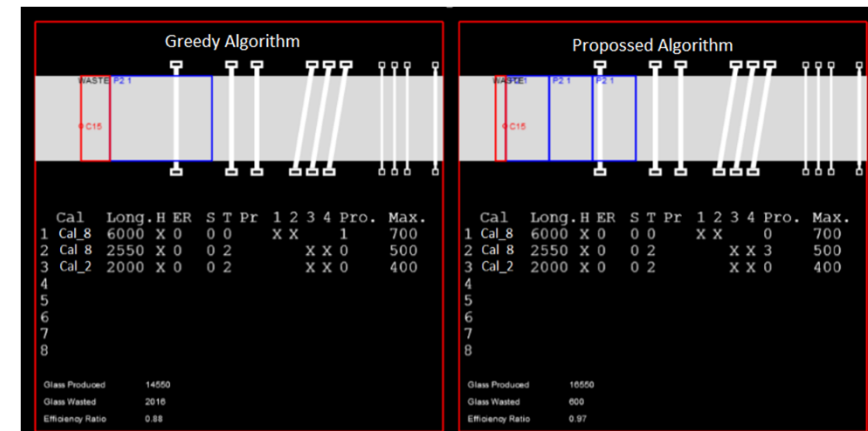 Greedy Algorithm
WASTE P2 1
C15
Cal Long. H ER S T Pr 1 2 3 4 Pro. Max.
1 Cal_8 6000 X 0 0 0 X X 1 700
2 Cal 8 2550 X 0 0 2 X X 0 500
3 Cal_2 2000 X 0 0 2 X X 0 400
4
5
6
7
8
Glass Produced 14550
Glass Wasted 2016
Efficiency Ratio 0.88
Propossed Algorithm
P2 1 P2 1
C15
Cal Long. H ER S T Pr 1 2 3 4 Pro. Max.
1 Cal_8 6000 X 0 0 0 X X 0 700
2 Cal 8 2550 X 0 0 2 X X 3 500
3 Cal_2 2000 X 0 0 2 X X 0 400
4
5
6
7
8
Glass Produced 16550
Glass Wasted 600
Efficiency Ratio 0.97